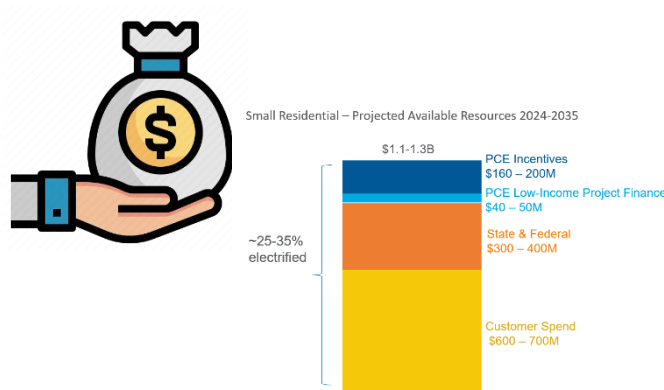 $
Small Residential – Projected Available Resources 2024-2035
$1.1-1.3B
PCE Incentives
$160 – 200M
PCE Low-Income Project Finance
$40 – 50M
~25-35%
electrified
State & Federal
$300 – 400M
Customer Spend
$600 – 700M